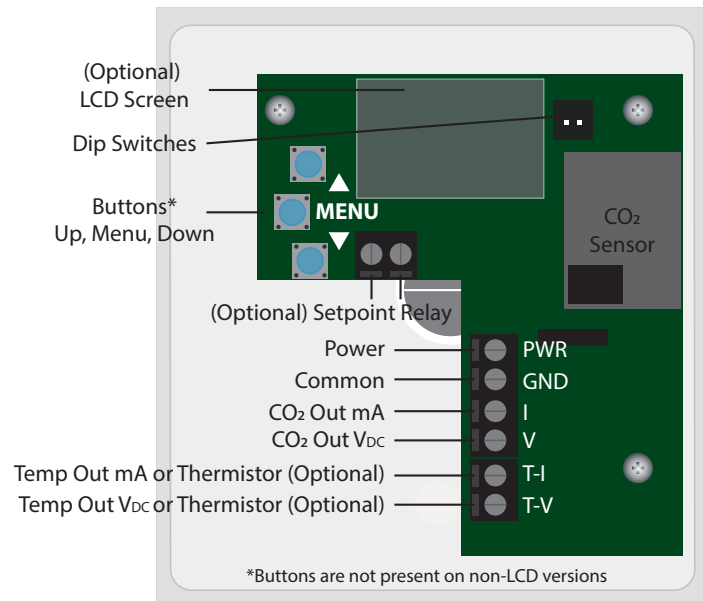 (Optional)
LCD Screen
Dip Switches
Buttons*
Up, Menu, Down
MENU
CO₂
Sensor
(Optional) Setpoint Relay
Power
PWR
Common
GND
CO₂ Out mA
I
CO₂ Out VDC
V
Temp Out mA or Thermistor (Optional)
T-I
Temp Out VDC or Thermistor (Optional)
T-V
*Buttons are not present on non-LCD versions